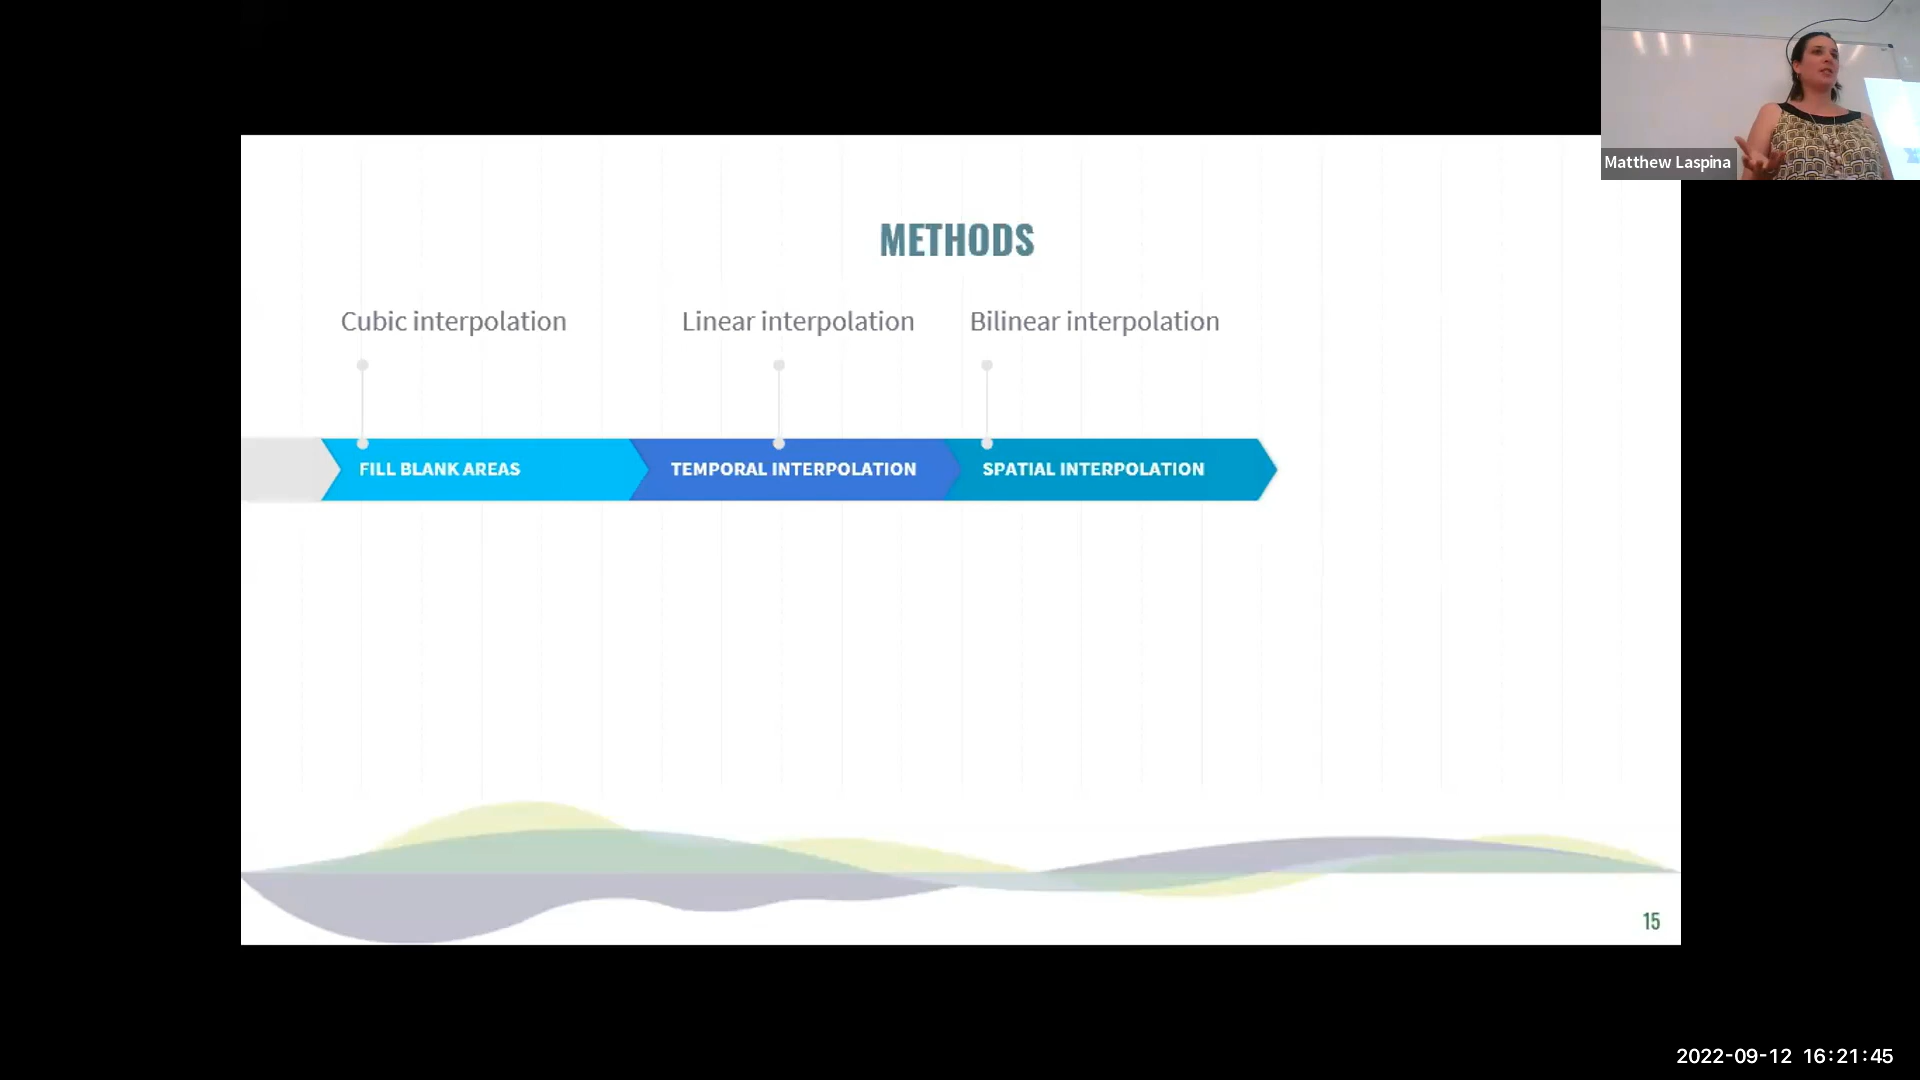 Matthew Laspina
METHODS
Cubic interpolation
Linear interpolation
Bilinear interpolation
FILL BLANK AREAS
TEMPORAL INTERPOLATION
SPATIAL INTERPOLATION
15
2022-09-12 16:21:45